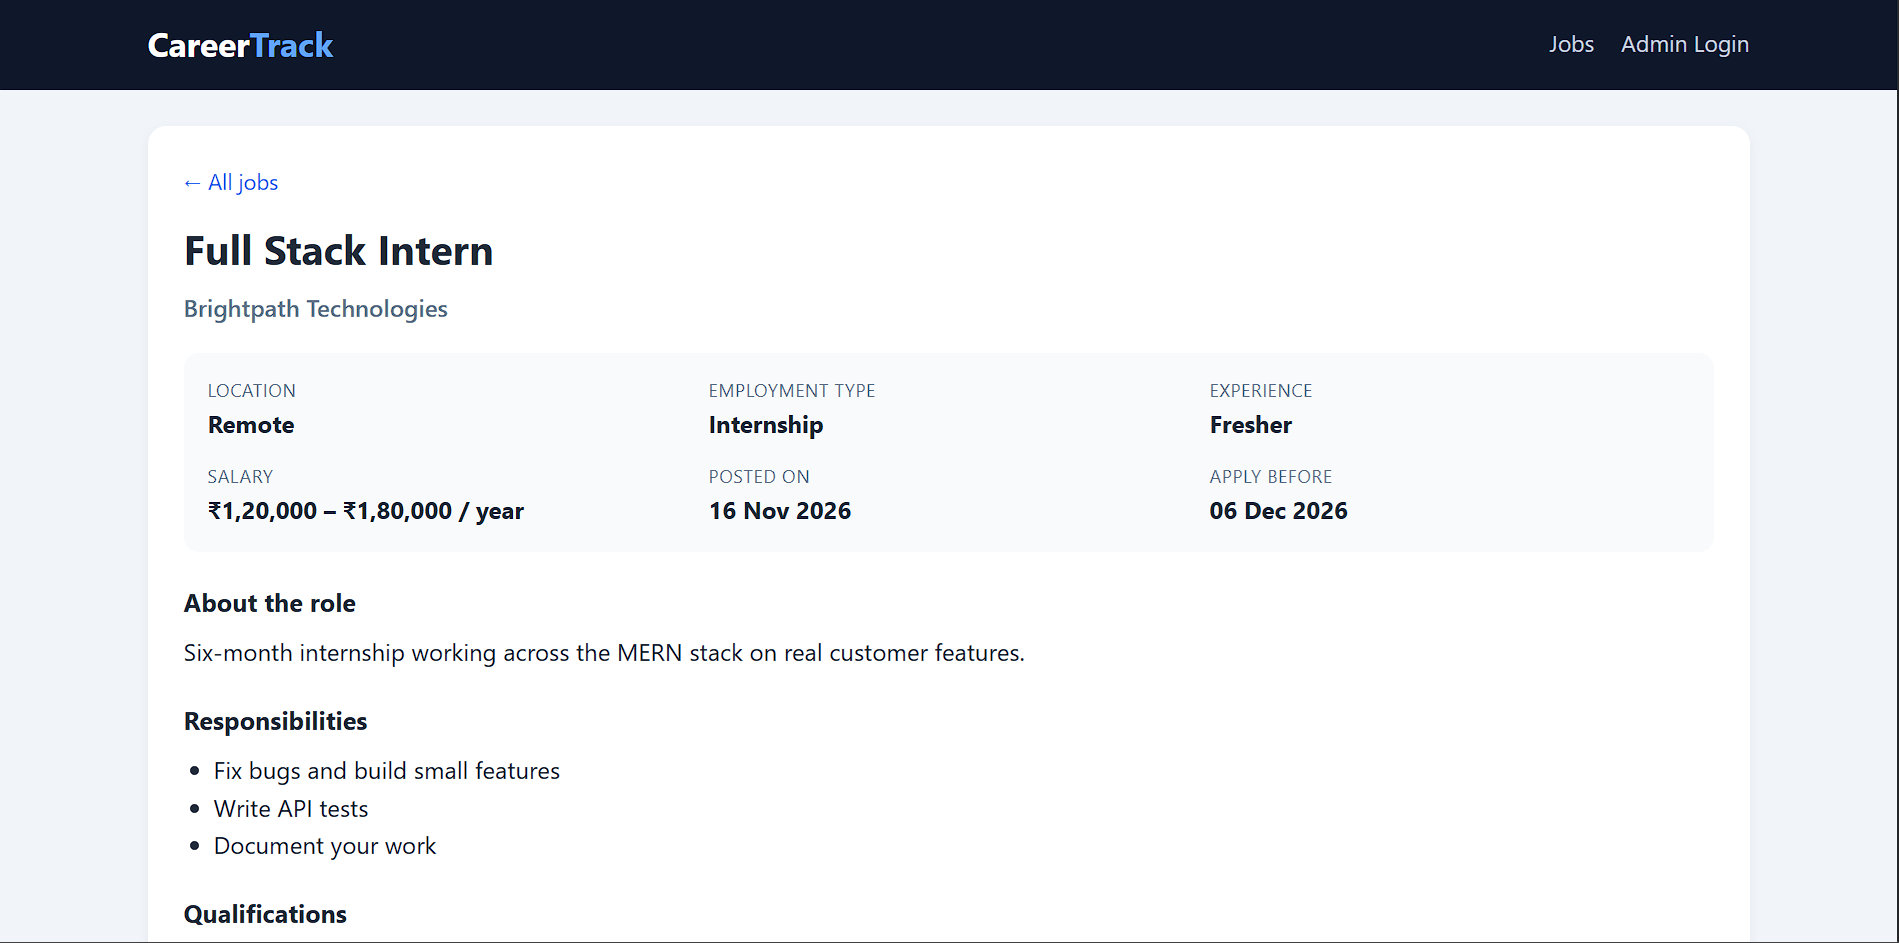 CareerTrack
Jobs Admin Login
← All jobs
Full Stack Intern
Brightpath Technologies
LOCATION EMPLOYMENT TYPE EXPERIENCE
Remote Internship Fresher
SALARY POSTED ON APPLY BEFORE
₹1,20,000 – ₹1,80,000 / year 16 Nov 2026 06 Dec 2026
About the role
Six-month internship working across the MERN stack on real customer features.
Responsibilities
• Fix bugs and build small features
• Write API tests
• Document your work
Qualifications